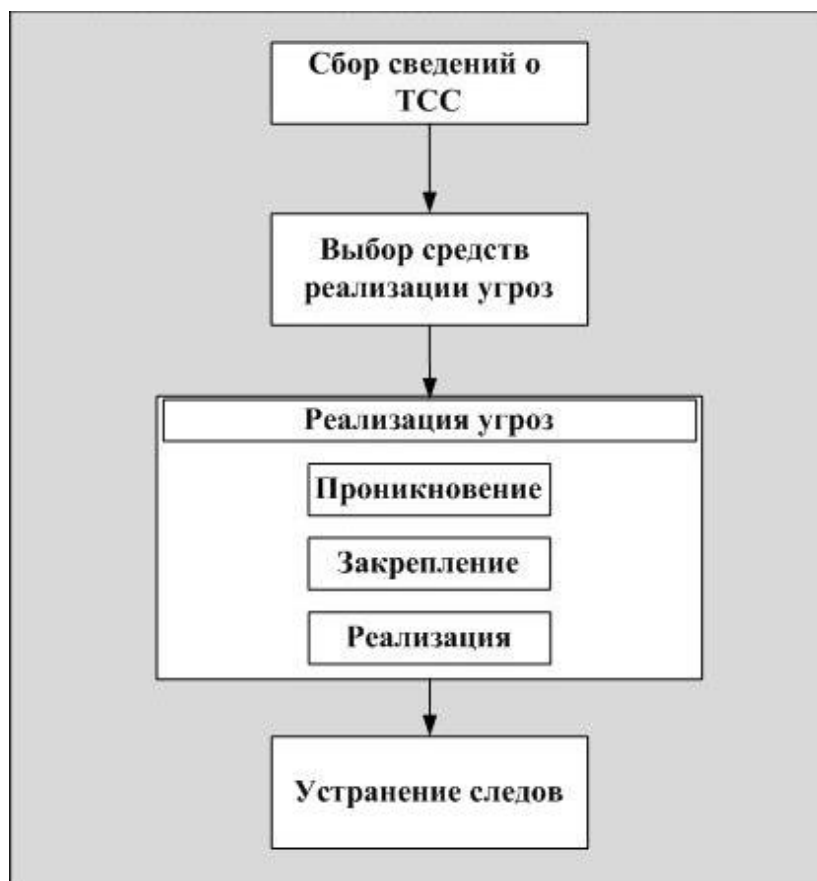 Сбор сведений о
ТСС
Выбор средств
реализации угроз
Реализация угроз
Проникновение
Закрепление
Реализация
Устранение следов